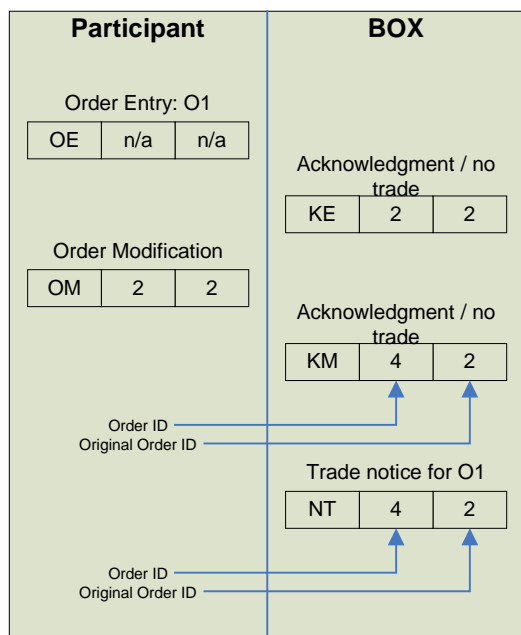 Participant
BOX
Order Entry: O1
OE n/a n/a
Acknowledgment / no
trade
KE 2 2
Order Modification
OM 2 2
Acknowledgment / no
trade
KM 4 2
Order ID
Original Order ID
Trade notice for O1
NT 4 2
Order ID
Original Order ID